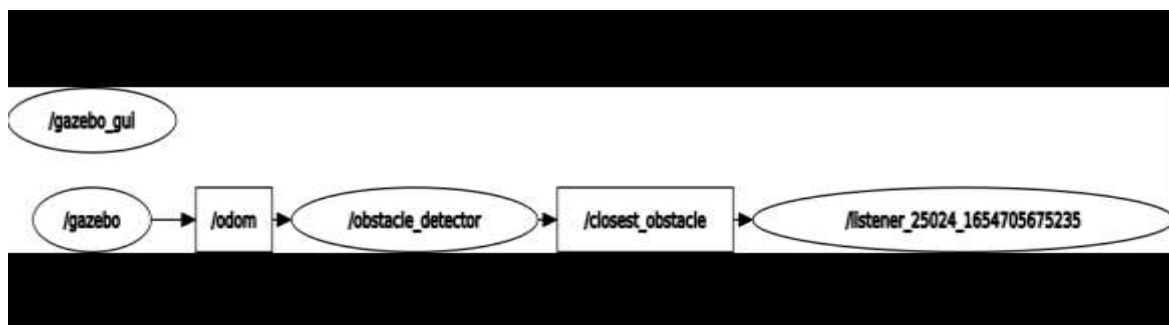 /gazebo_gui
/gazebo
/odom
/obstacle_detector
/closest_obstacle
/listener_25024_1654705675235